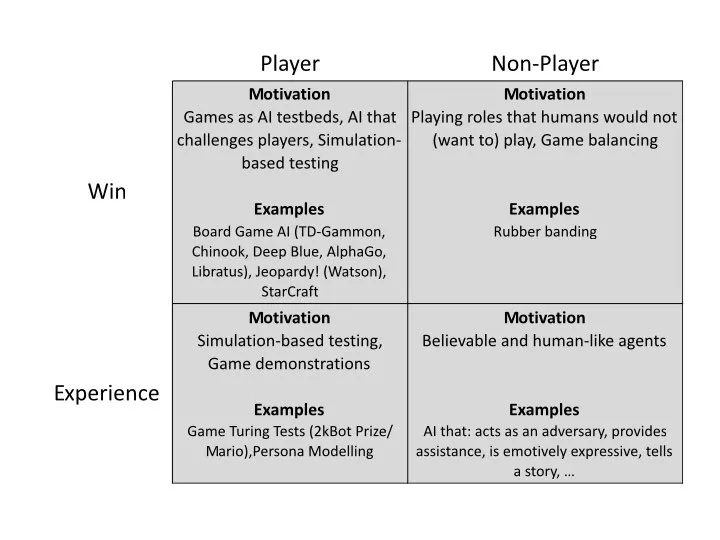 Player
Non-Player
Win
Motivation
Games as AI testbeds, AI that
challenges players, Simulation-
based testing
Examples
Board Game AI (TD-Gammon,
Chinook, Deep Blue, AlphaGo,
Libratus), Jeopardy! (Watson),
StarCraft
Motivation
Playing roles that humans would not
(want to) play, Game balancing
Examples
Rubber banding
Experience
Motivation
Simulation-based testing,
Game demonstrations
Examples
Game Turing Tests (2kBot Prize/
Mario),Persona Modelling
Motivation
Believable and human-like agents
Examples
AI that: acts as an adversary, provides
assistance, is emotively expressive, tells
a story, …